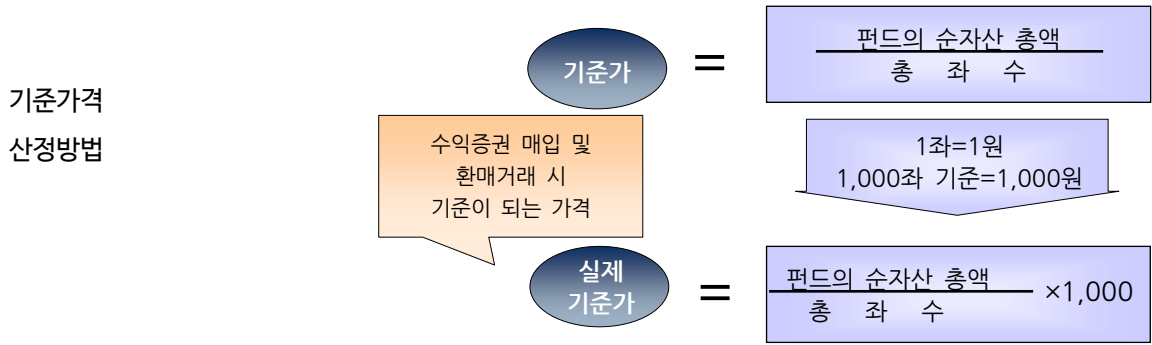 기준가격
산정방법
기준가
=
펀드의 순자산 총액
총 좌 수
수익증권 매입 및
환매거래 시
기준이 되는 가격
1좌=1원
1,000좌 기준=1,000원
실제
기준가
=
펀드의 순자산 총액
총 좌 수
×1,000